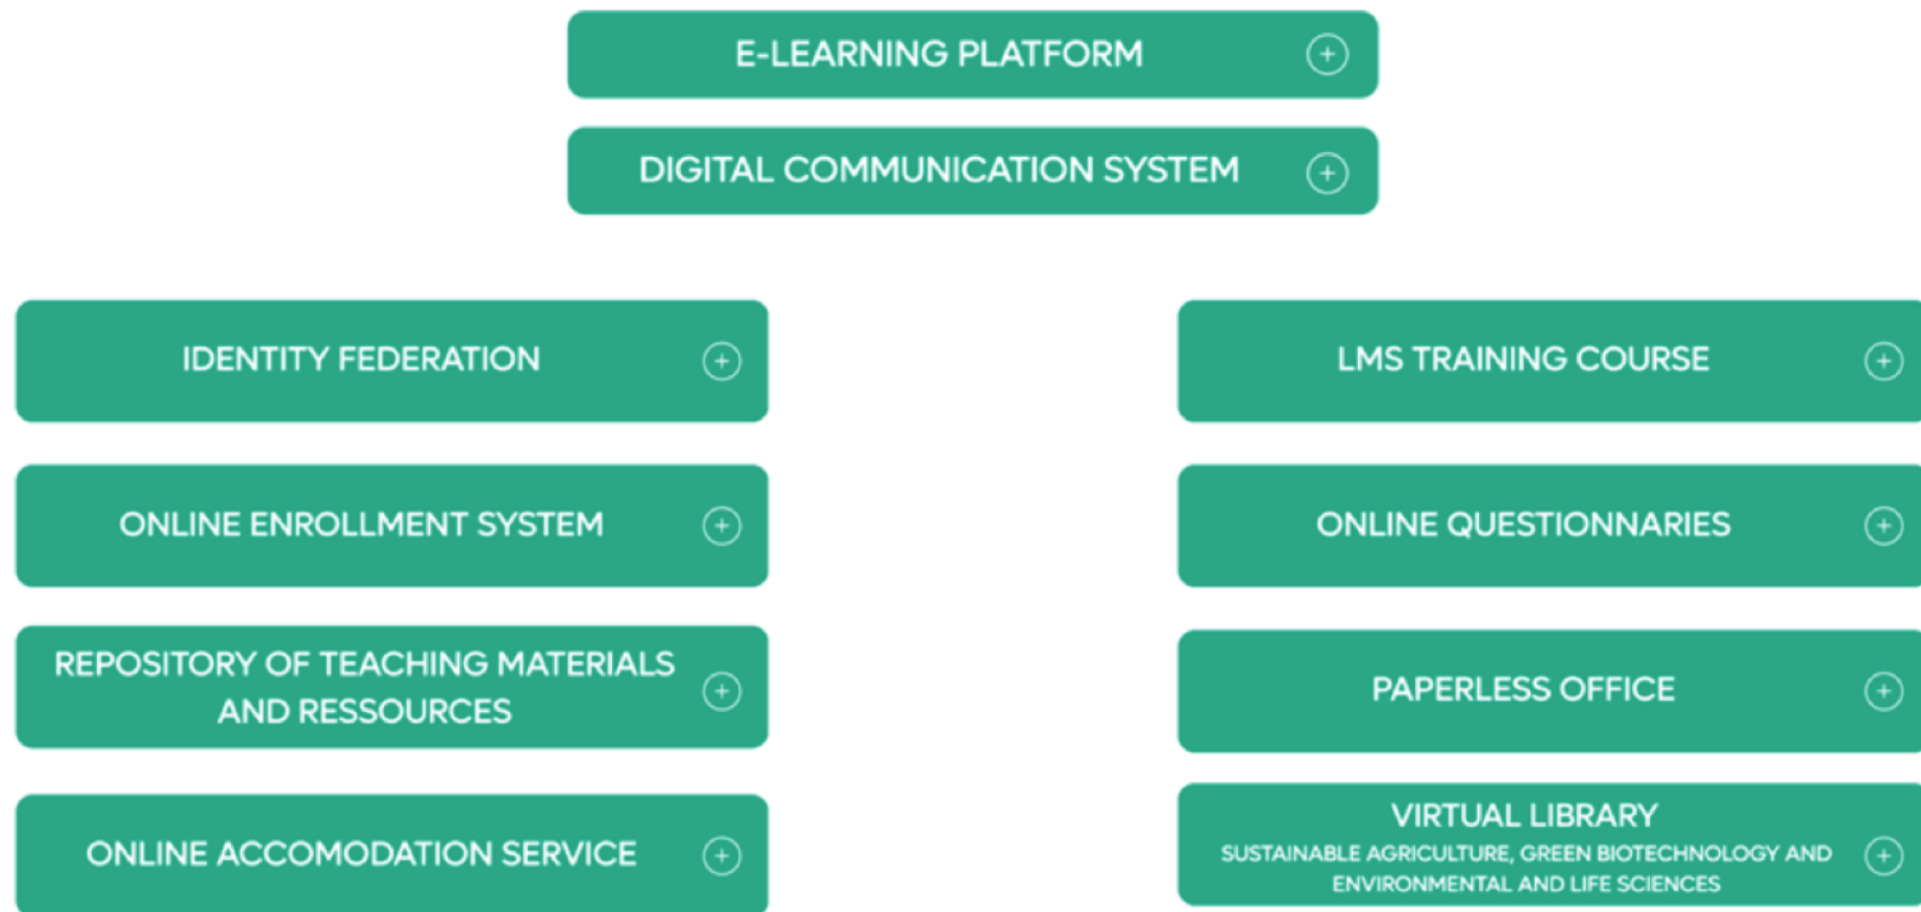 E-LEARNING PLATFORM
DIGITAL COMMUNICATION SYSTEM
IDENTITY FEDERATION
LMS TRAINING COURSE
ONLINE ENROLLMENT SYSTEM
ONLINE QUESTIONNARIES
REPOSITORY OF TEACHING MATERIALS
AND RESSOURCES
PAPERLESS OFFICE
ONLINE ACCOMODATION SERVICE
VIRTUAL LIBRARY
SUSTAINABLE AGRICULTURE, GREEN BIOTECHNOLOGY AND
ENVIRONMENTAL AND LIFE SCIENCES